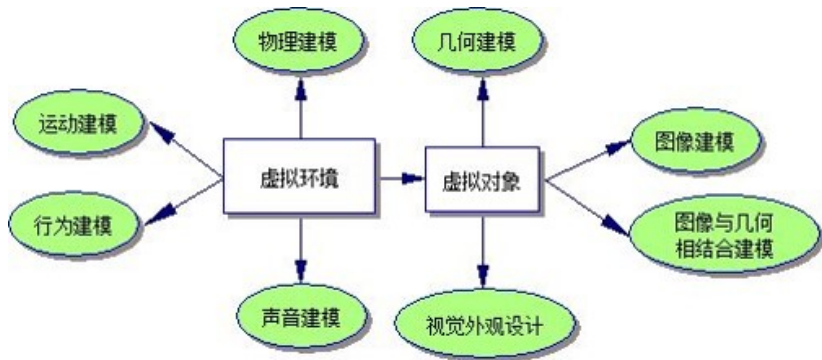 物理建模
几何建模
运动建模
图像建模
虚拟环境
虚拟对象
行为建模
图像与几何
相结合建模
声音建模
视觉外观设计